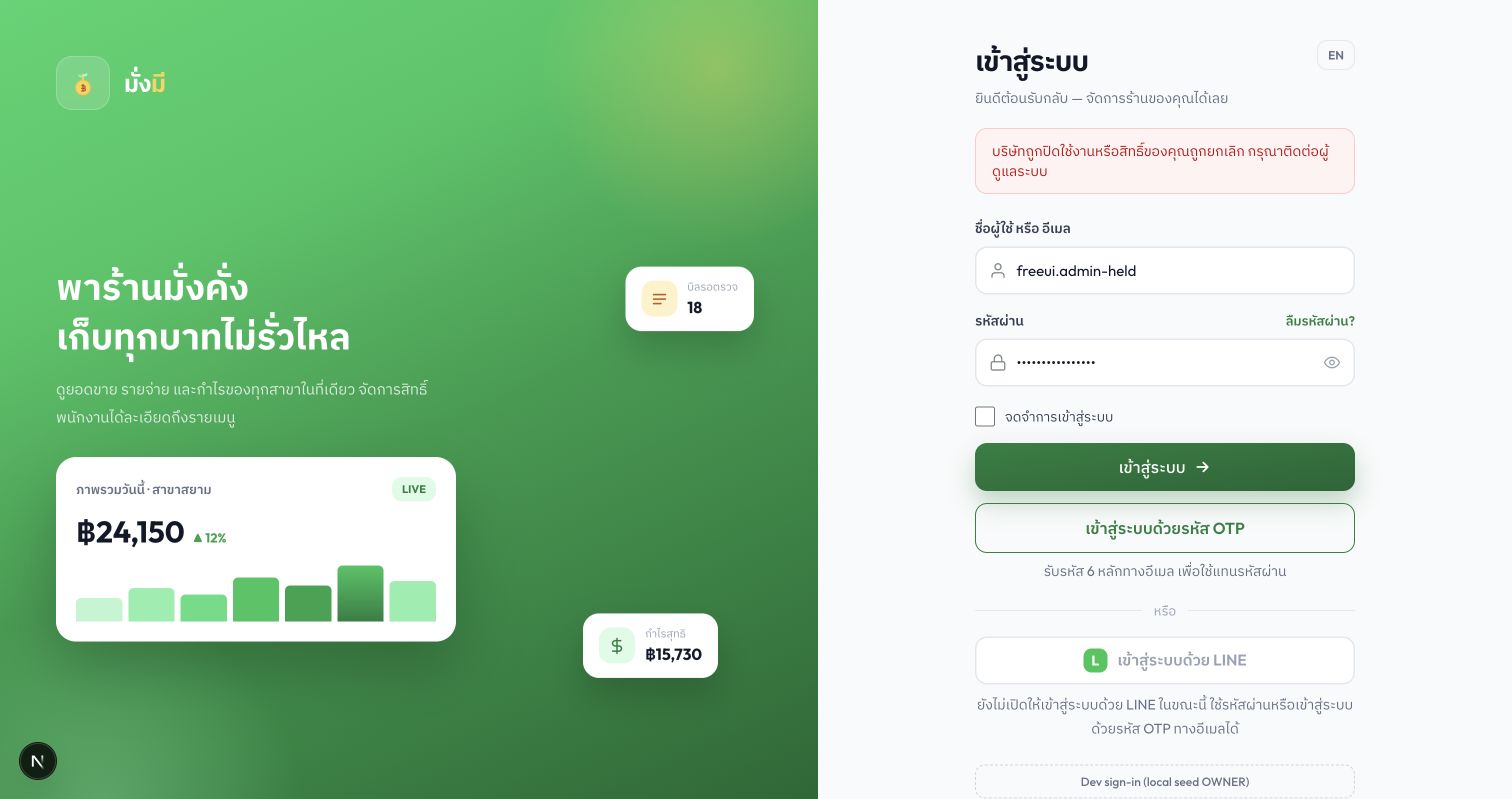 มั่งมี
พาร้านมั่งคั่ง
เก็บทุกบาทไม่รั่วไหล
ดูยอดขาย รายจ่าย และกำไรของทุกสาขาในที่เดียว จัดการสิทธิ์
พนักงานได้ละเอียดถึงรายเมนู
บิลรอตรวจ
18
ภาพรวมวันนี้ · สาขาสยาม
LIVE
฿24,150 ▲ 12%
กำไรสุทธิ
฿15,730
N
เข้าสู่ระบบ
EN
ยินดีต้อนรับกลับ — จัดการร้านของคุณได้เลย
บริษัทถูกปิดใช้งานหรือสิทธิ์ของคุณถูกยกเลิก กรุณาติดต่อผู้
ดูแลระบบ
ชื่อผู้ใช้ หรือ อีเมล
freeui.admin-held
รหัสผ่าน
ลืมรหัสผ่าน?
••••••••••••••••
จดจำการเข้าสู่ระบบ
เข้าสู่ระบบ →
เข้าสู่ระบบด้วยรหัส OTP
รับรหัส 6 หลักทางอีเมล เพื่อใช้แทนรหัสผ่าน
หรือ
L เข้าสู่ระบบด้วย LINE
ยังไม่เปิดให้เข้าสู่ระบบด้วย LINE ในขณะนี้ ใช้รหัสผ่านหรือเข้าสู่ระบบ
ด้วยรหัส OTP ทางอีเมลได้
Dev sign-in (local seed OWNER)